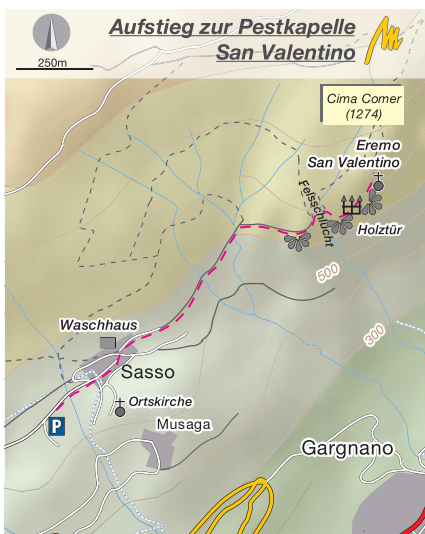 Aufstieg zur Pestkapelle
San Valentino
250m
Cima Comer
(1274)
Eremo
San Valentino
Felsschlucht
Holztür
500
300
Waschhaus
Sasso
Ortskirche
P
Musaga
Gargnano